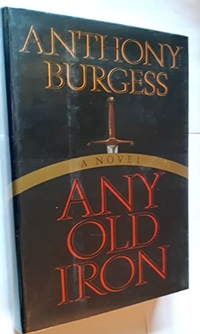 ANTHONY
BURGESS
A NOVEL
ANY
OLD
IRON